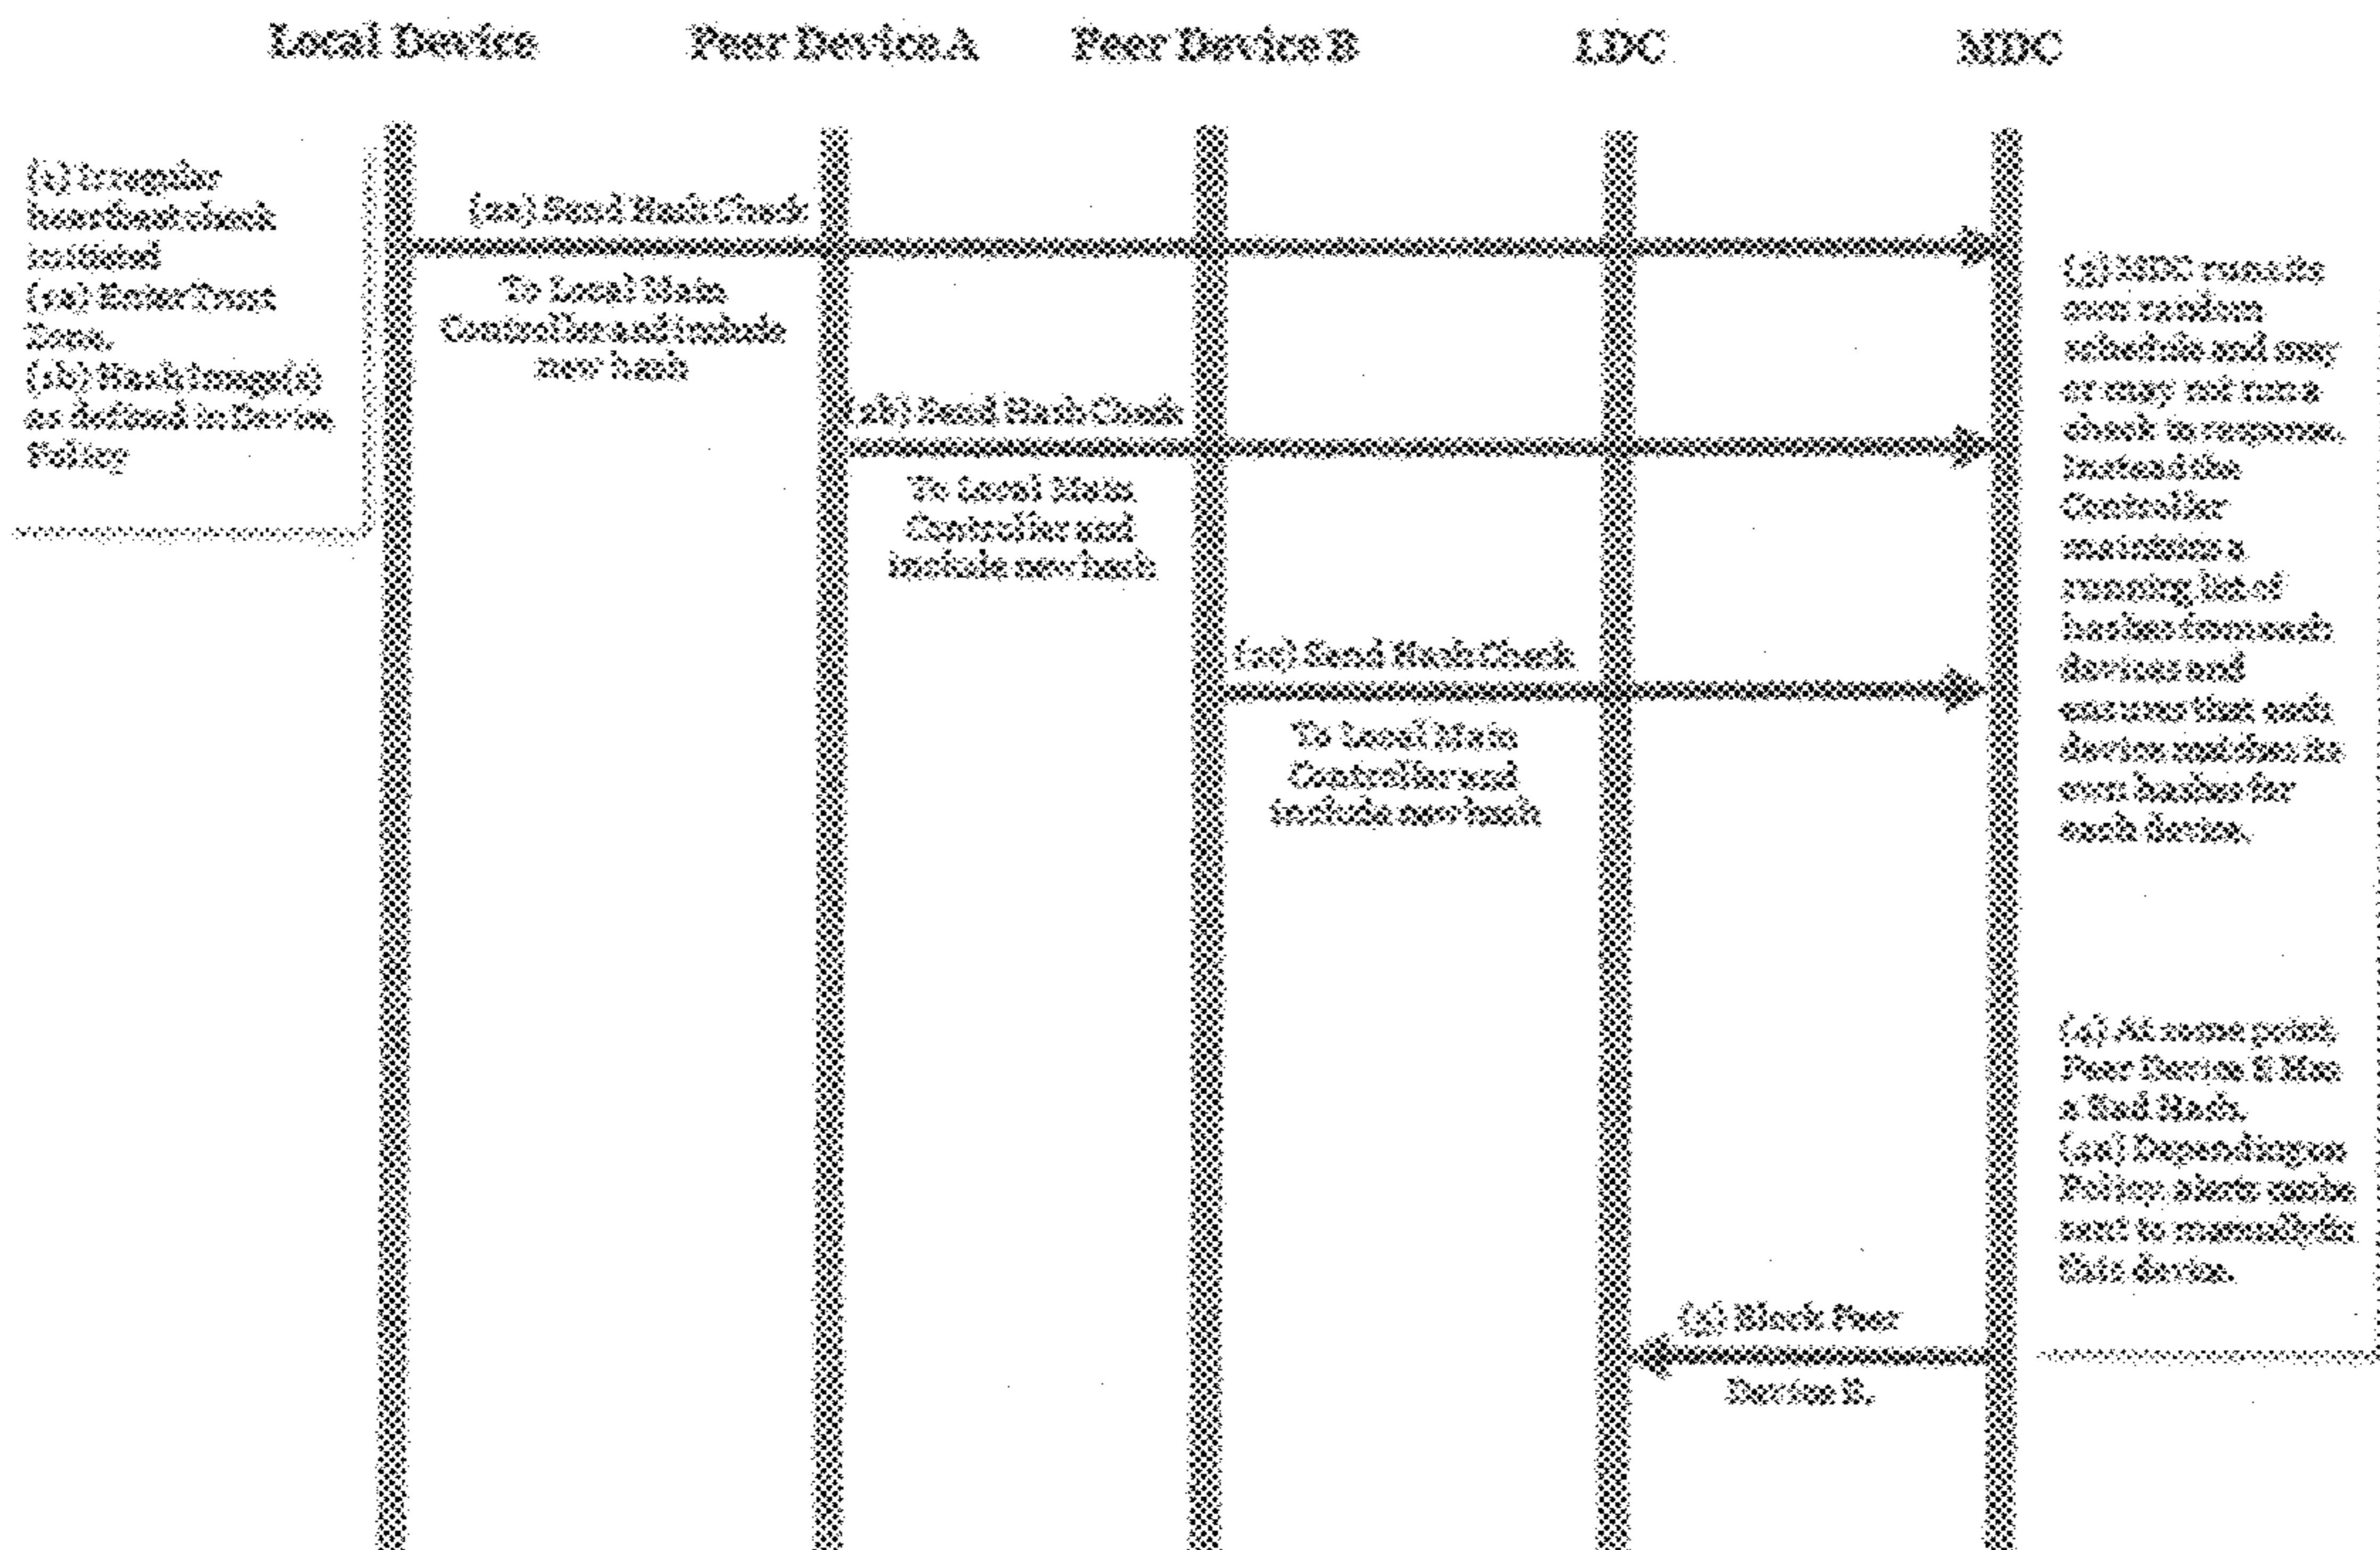 Local Device
Peer Device A
Peer Device B
LDC
MDC
(1) Irregular
heartbeat check
initiated
(1a) Enter Trust
Zone.
(1b) Hash Image(s)
as defined in Device
Policy
(2a) Send Hash Check
To Local Main
Controller and include
new hash
(2b) Send Hash Check
To Local Main
Controller and
include new hash
Send Hash Check
To Local Main
Controller and
include new hash
(3) MDC runs its
own random
schedule and may
or may not run a
check in response.
Instead the
Controller
maintains a
running list of
hashes from each
devices and
ensures that each
device matches its
own hashes for
each device.
(4) At some point
Peer Device B Has
a Bad Hash.
(4a) Depending on
Policy, alerts can be
sent to manually fix
this device.
(5) Block Peer
Device B.